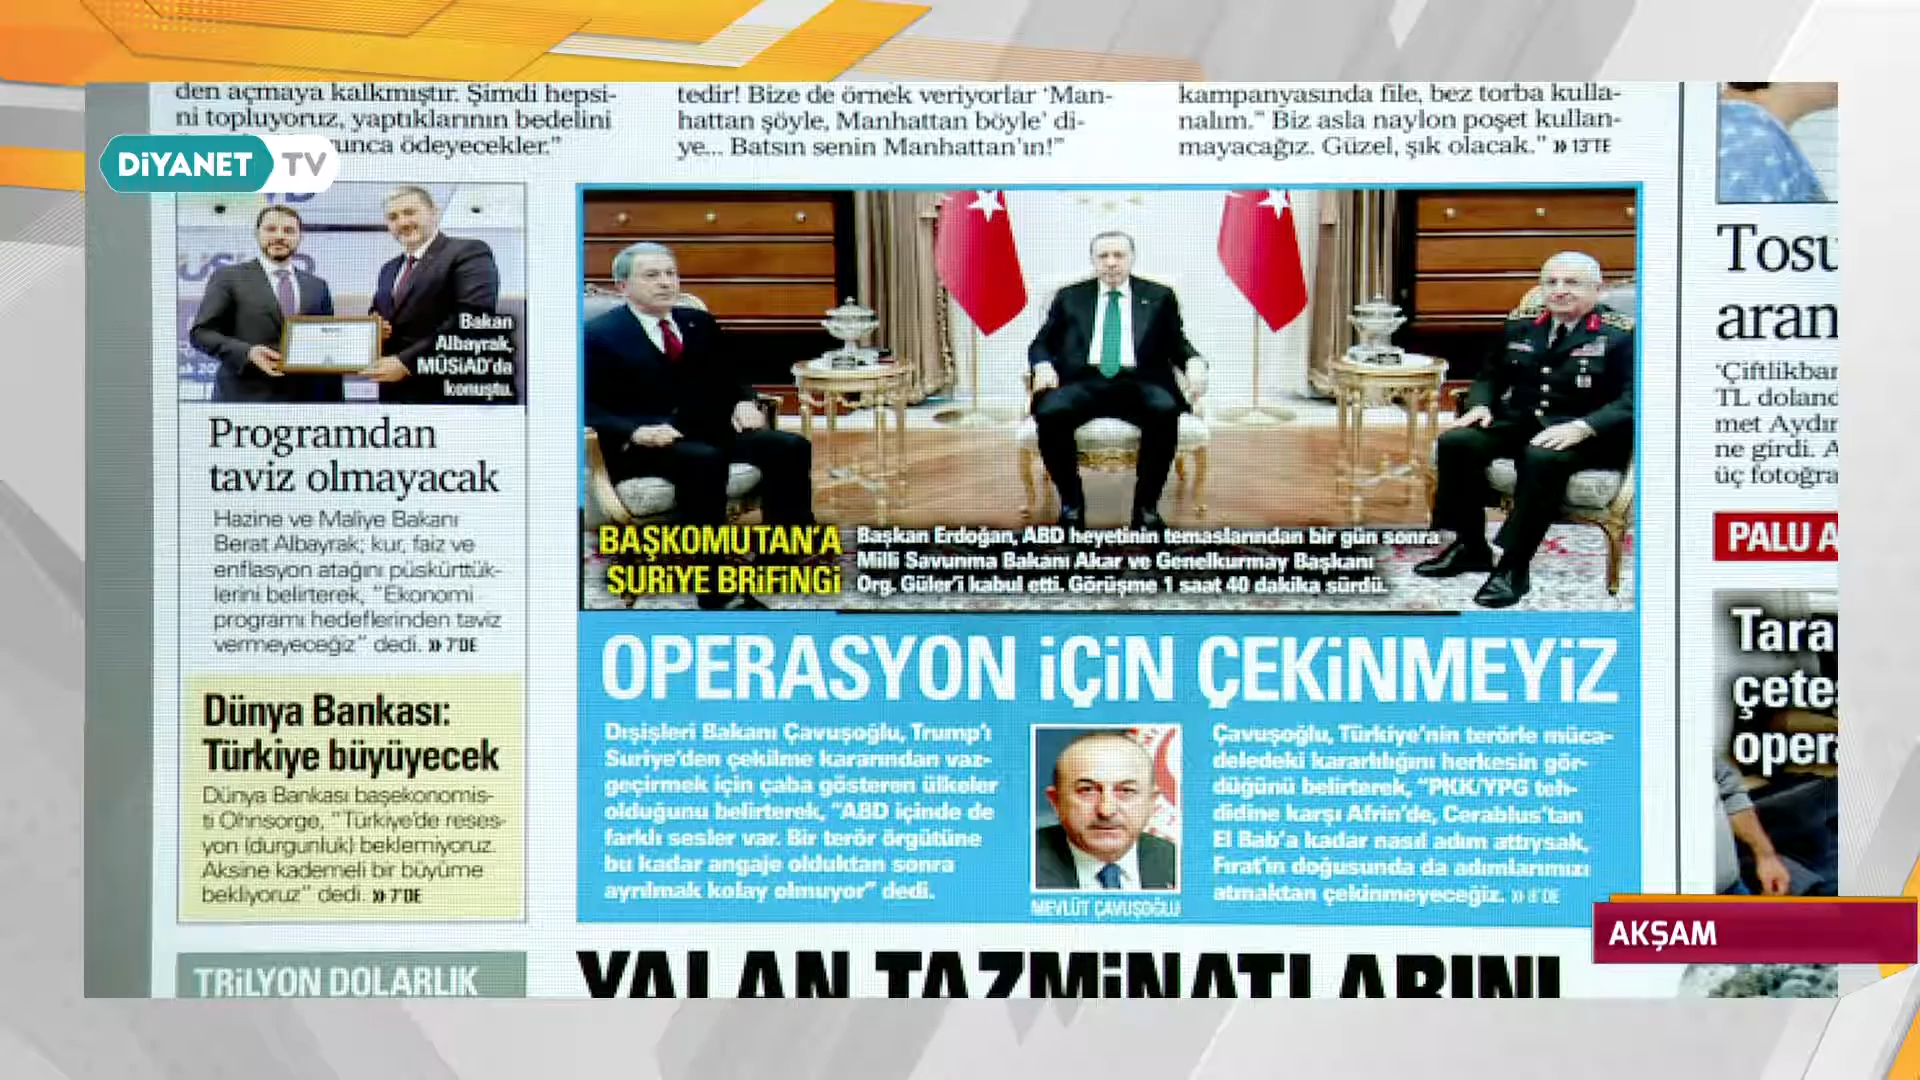 den açmaya kalkmıştır. Şimdi hepsi-
ni topluyoruz, yaptıklarının bedelini
unca ödeyecekler.”
tedir! Bize de örnek veriyorlar ‘Man-
hattan şöyle, Manhattan böyle’ di-
ye... Batsın senin Manhattan’ın!”
kampanyasında file, bez torba kulla-
nalım.” Biz asla naylon poşet kullan-
mayacağız. Güzel, şık olacak.” » 13’TE
DİYANET TV
Bakan
Albayrak,
MÜSİAD’da
konuştu.
Programdan
taviz olmayacak
Hazine ve Maliye Bakanı
Berat Albayrak; kur, faiz ve
enflasyon atağını püskürttük-
lerini belirterek, “Ekonomi
programı hedeflerinden taviz
vermeyeceğiz” dedi. » 7’DE
Dünya Bankası:
Türkiye büyüyecek
Dünya Bankası başekonomis-
ti Ohnsorge, “Türkiye’de reses-
yon (durgunluk) beklemiyoruz.
Aksine kademeli bir büyüme
bekliyoruz” dedi. » 7’DE
TRİLYON DOLARLIK
BAŞKOMUTAN’A
SURİYE BRİFİNGİ
Başkan Erdoğan, ABD heyetinin temaslarından bir gün sonra
Milli Savunma Bakanı Akar ve Genelkurmay Başkanı
Org. Güler’i kabul etti. Görüşme 1 saat 40 dakika sürdü.
OPERASYON İÇİN ÇEKİNMEYİZ
Dışişleri Bakanı Çavuşoğlu, Trump’ı
Suriye’den çekilme kararından vaz-
geçirmek için çaba gösteren ülkeler
olduğunu belirterek, “ABD içinde de
farklı sesler var. Bir terör örgütüne
bu kadar angaje olduktan sonra
ayrılmak kolay olmuyor” dedi.
MEVLÜT ÇAVUŞOĞLU
Çavuşoğlu, Türkiye’nin terörle müca-
deledeki kararlılığını herkesin gör-
düğünü belirterek, “PKK/YPG teh-
didine karşı Afrin’de, Cerablus’tan
El Bab’a kadar nasıl adım attıysak,
Fırat’ın doğusunda da adımlarımızı
atmaktan çekinmeyeceğiz. » 8’DE
YALAN TAZMİNATLARINI
Tosu
aran
‘Çiftlikban
TL doland
met Aydın
ne girdi. A
üç fotoğra
PALU A
Tara
çetes
opera
AKŞAM